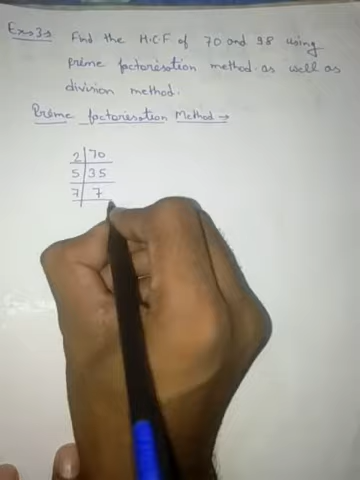 Ex→3→ Find the H.C.F of 70 and 98 using
prime factorisation method as well as
division method.
Prime factorisation Method →
2 | 70
5 | 35
7 | 7